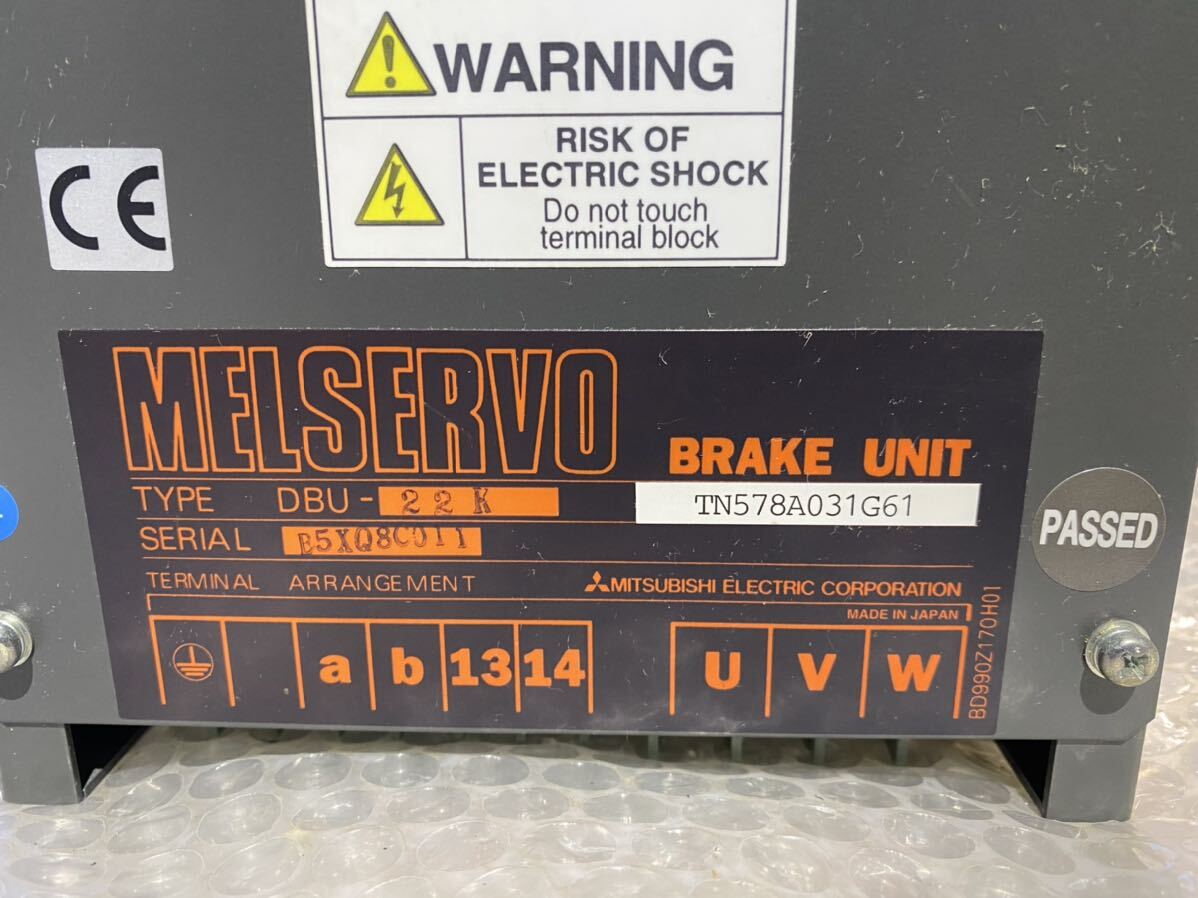 WARNING
RISK OF
ELECTRIC SHOCK
Do not touch
terminal block
CE
MELSERVO
BRAKE UNIT
TYPE DBU-22K
TN578A031G61
SERIAL B5XQ8C011
PASSED
TERMINAL ARRANGEMENT
MITSUBISHI ELECTRIC CORPORATION
MADE IN JAPAN
a b 13 14 U V W
BD990Z170H01